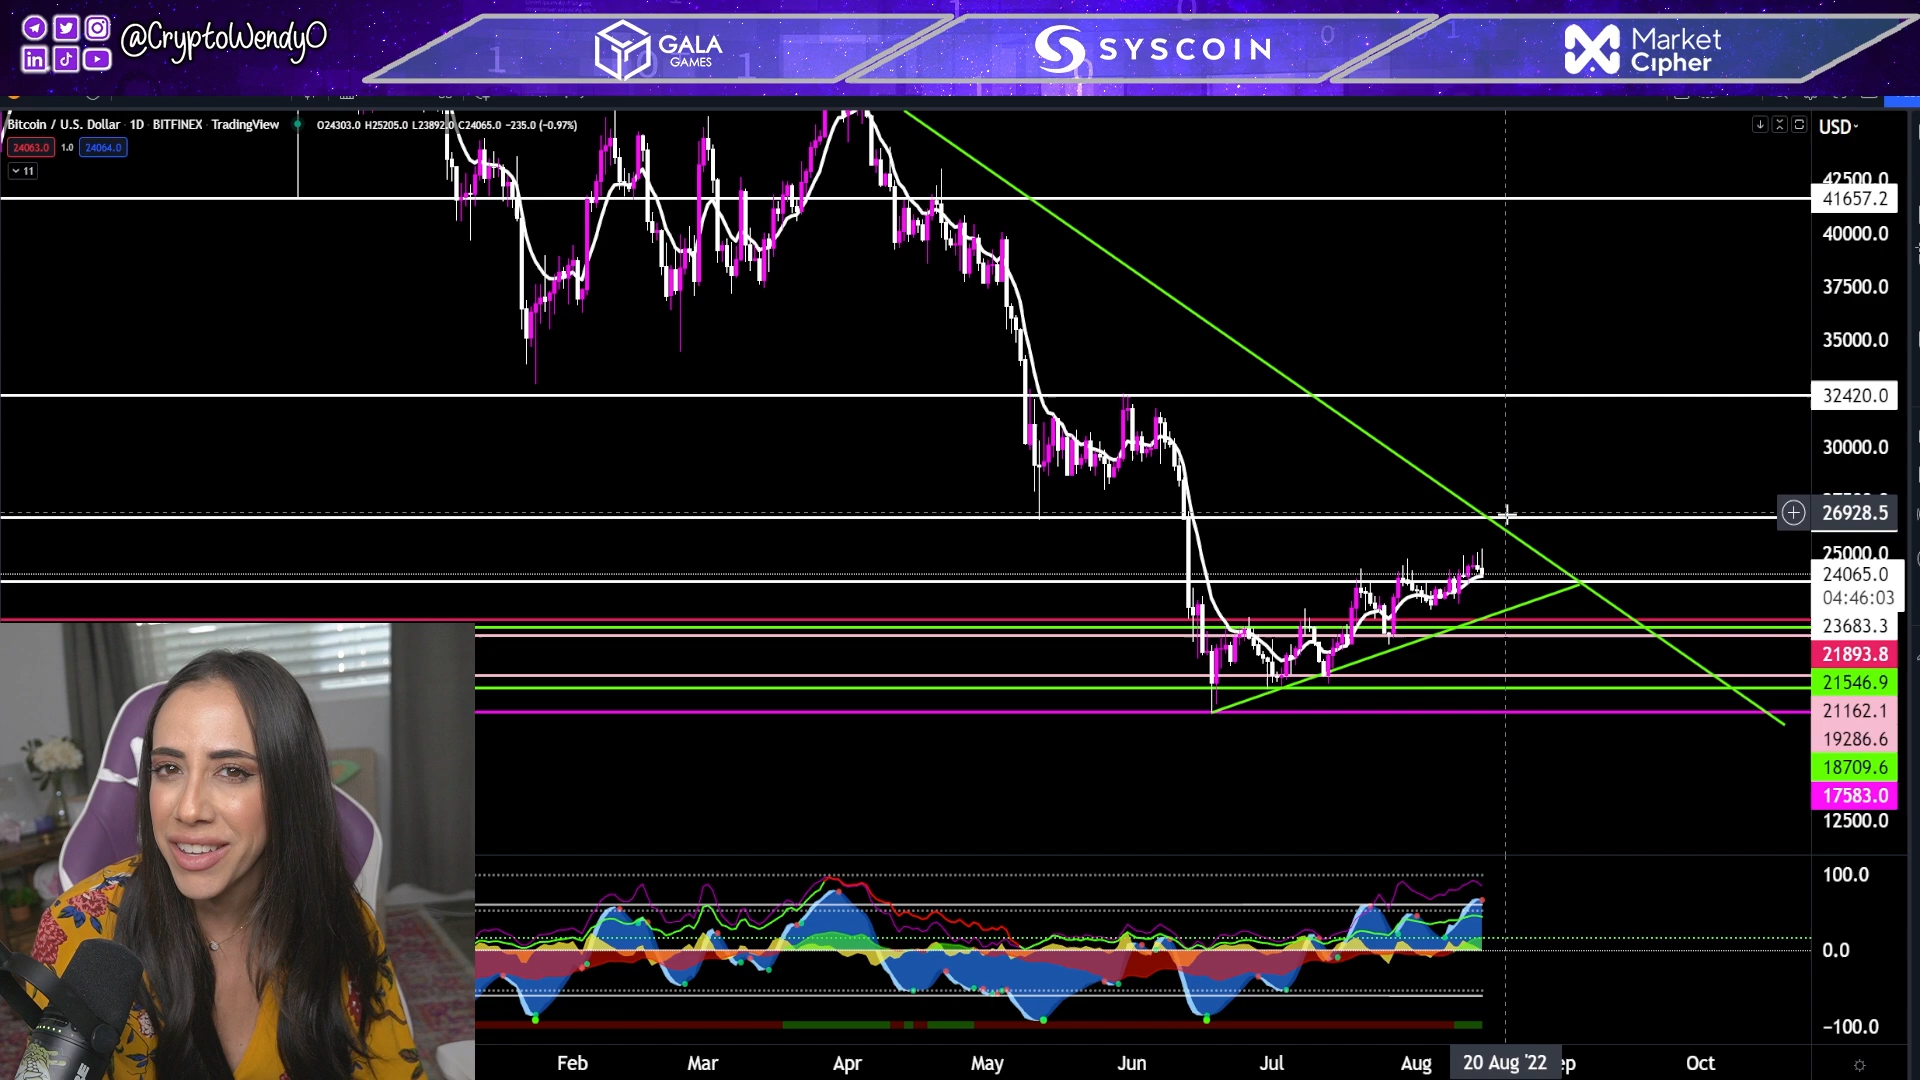 @CryptoWendyO
GALA
GAMES
SYSCOIN
Market
Cipher
Bitcoin / U.S. Dollar · 1D · BITFINEX · TradingView
O24303.0 H25205.0 L23892.0 C24065.0 −235.0 (−0.97%)
USD
24063.0 1.0 24064.0
11
42500.0
41657.2
40000.0
37500.0
35000.0
32420.0
30000.0
26928.5
25000.0
24065.0
04:46:03
23683.3
21893.8
21546.9
21162.1
19286.6
18709.6
17583.0
12500.0
100.0
0.0
−100.0
Feb Mar Apr May Jun Jul Aug 20 Aug '22 ep Oct